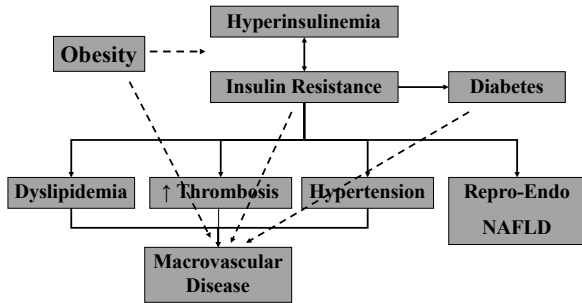 Hyperinsulinemia
Obesity
Insulin Resistance
Diabetes
Dyslipidemia
↑ Thrombosis
Hypertension
Repro-Endo
NAFLD
Macrovascular
Disease